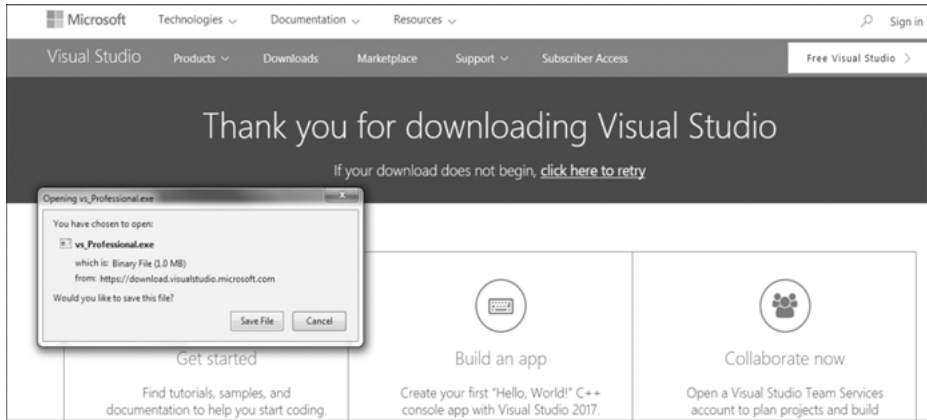 Microsoft Technologies Documentation Resources Sign in
Visual Studio Products Downloads Marketplace Support Subscriber Access Free Visual Studio
Thank you for downloading Visual Studio
If your download does not begin, click here to retry
Opening vs_Professional.exe
You have chosen to open:
vs_Professional.exe
which is: Binary File (1.0 MB)
from: https://download.visualstudio.microsoft.com
Would you like to save this file?
Save File Cancel
Get started
Find tutorials, samples, and
documentation to help you start coding.
Build an app
Create your first "Hello, World!" C++
console app with Visual Studio 2017.
Collaborate now
Open a Visual Studio Team Services
account to plan projects and build